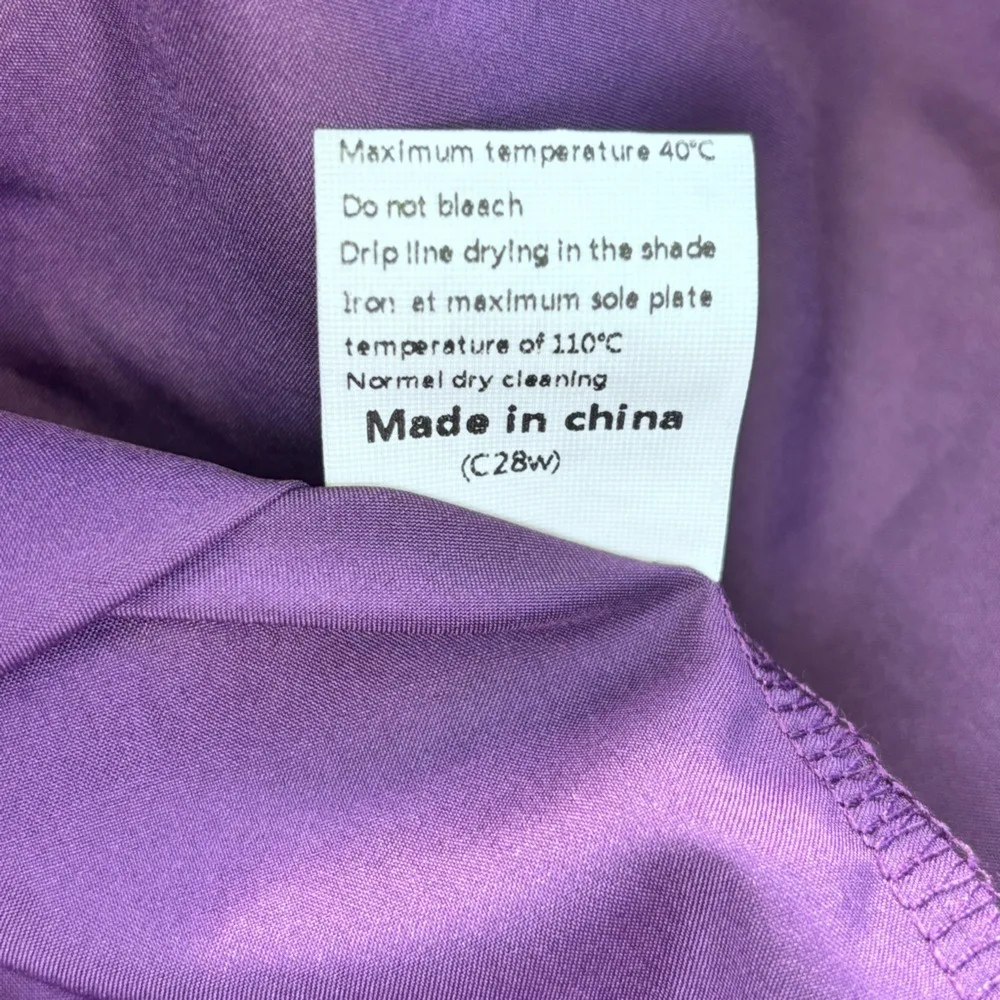 Maximum temperature 40°C
Do not bleach
Drip line drying in the shade
Iron at maximum sole plate
temperature of 110°C
Normal dry cleaning
Made in china
(C28w)